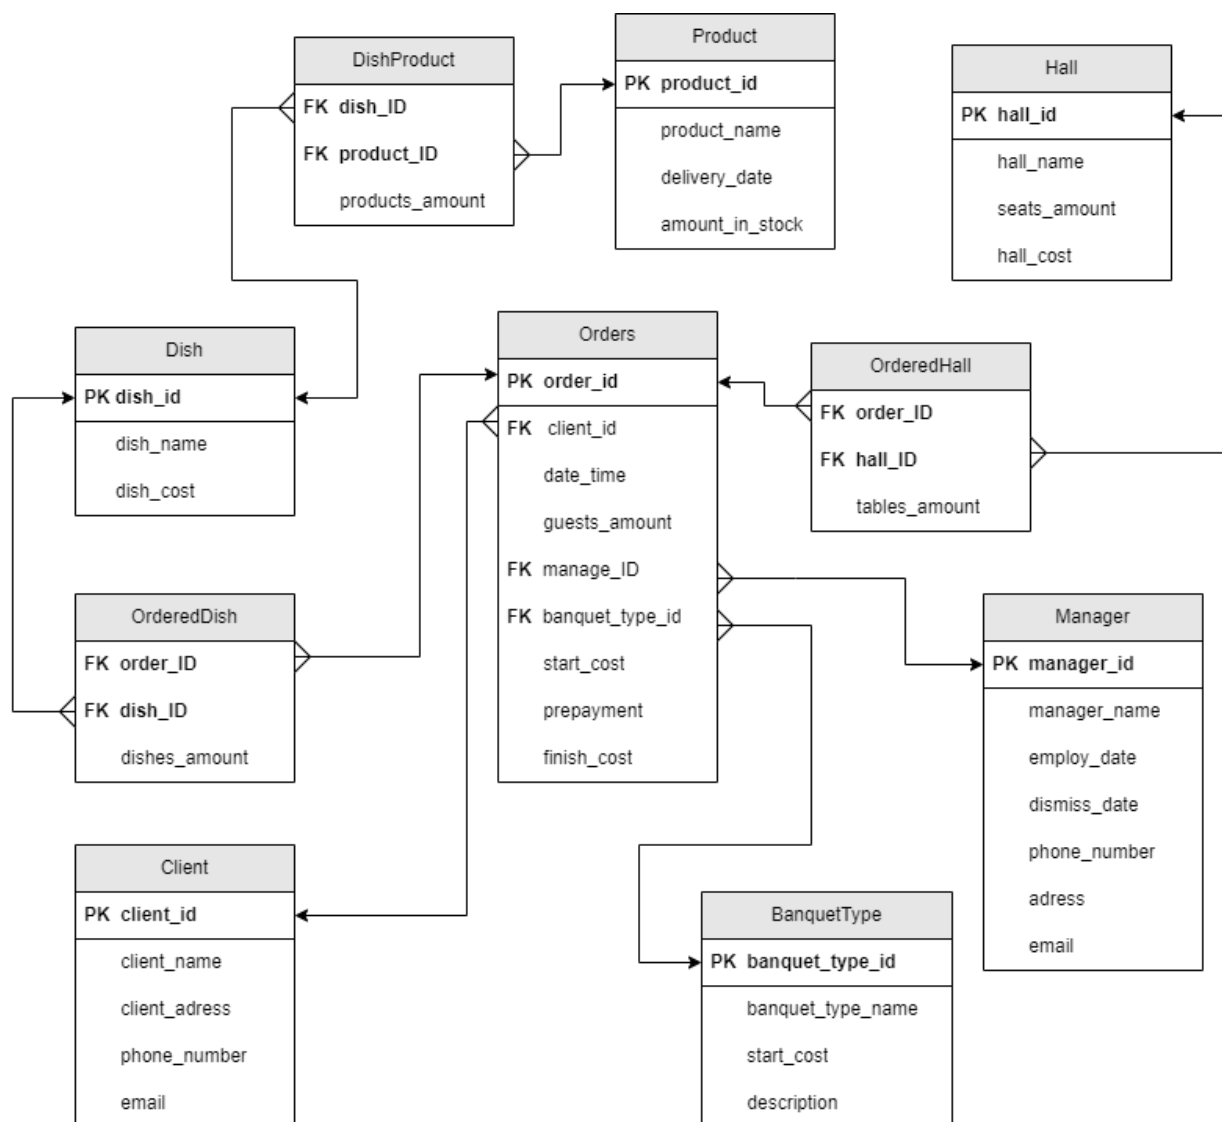 DishProduct
FK dish_ID
FK product_ID
products_amount
Product
PK product_id
product_name
delivery_date
amount_in_stock
Hall
PK hall_id
hall_name
seats_amount
hall_cost
Dish
PK dish_id
dish_name
dish_cost
Orders
PK order_id
FK client_id
date_time
guests_amount
FK manage_ID
FK banquet_type_id
start_cost
prepayment
finish_cost
OrderedHall
FK order_ID
FK hall_ID
tables_amount
OrderedDish
FK order_ID
FK dish_ID
dishes_amount
Manager
PK manager_id
manager_name
employ_date
dismiss_date
phone_number
adress
email
Client
PK client_id
client_name
client_adress
phone_number
email
BanquetType
PK banquet_type_id
banquet_type_name
start_cost
description